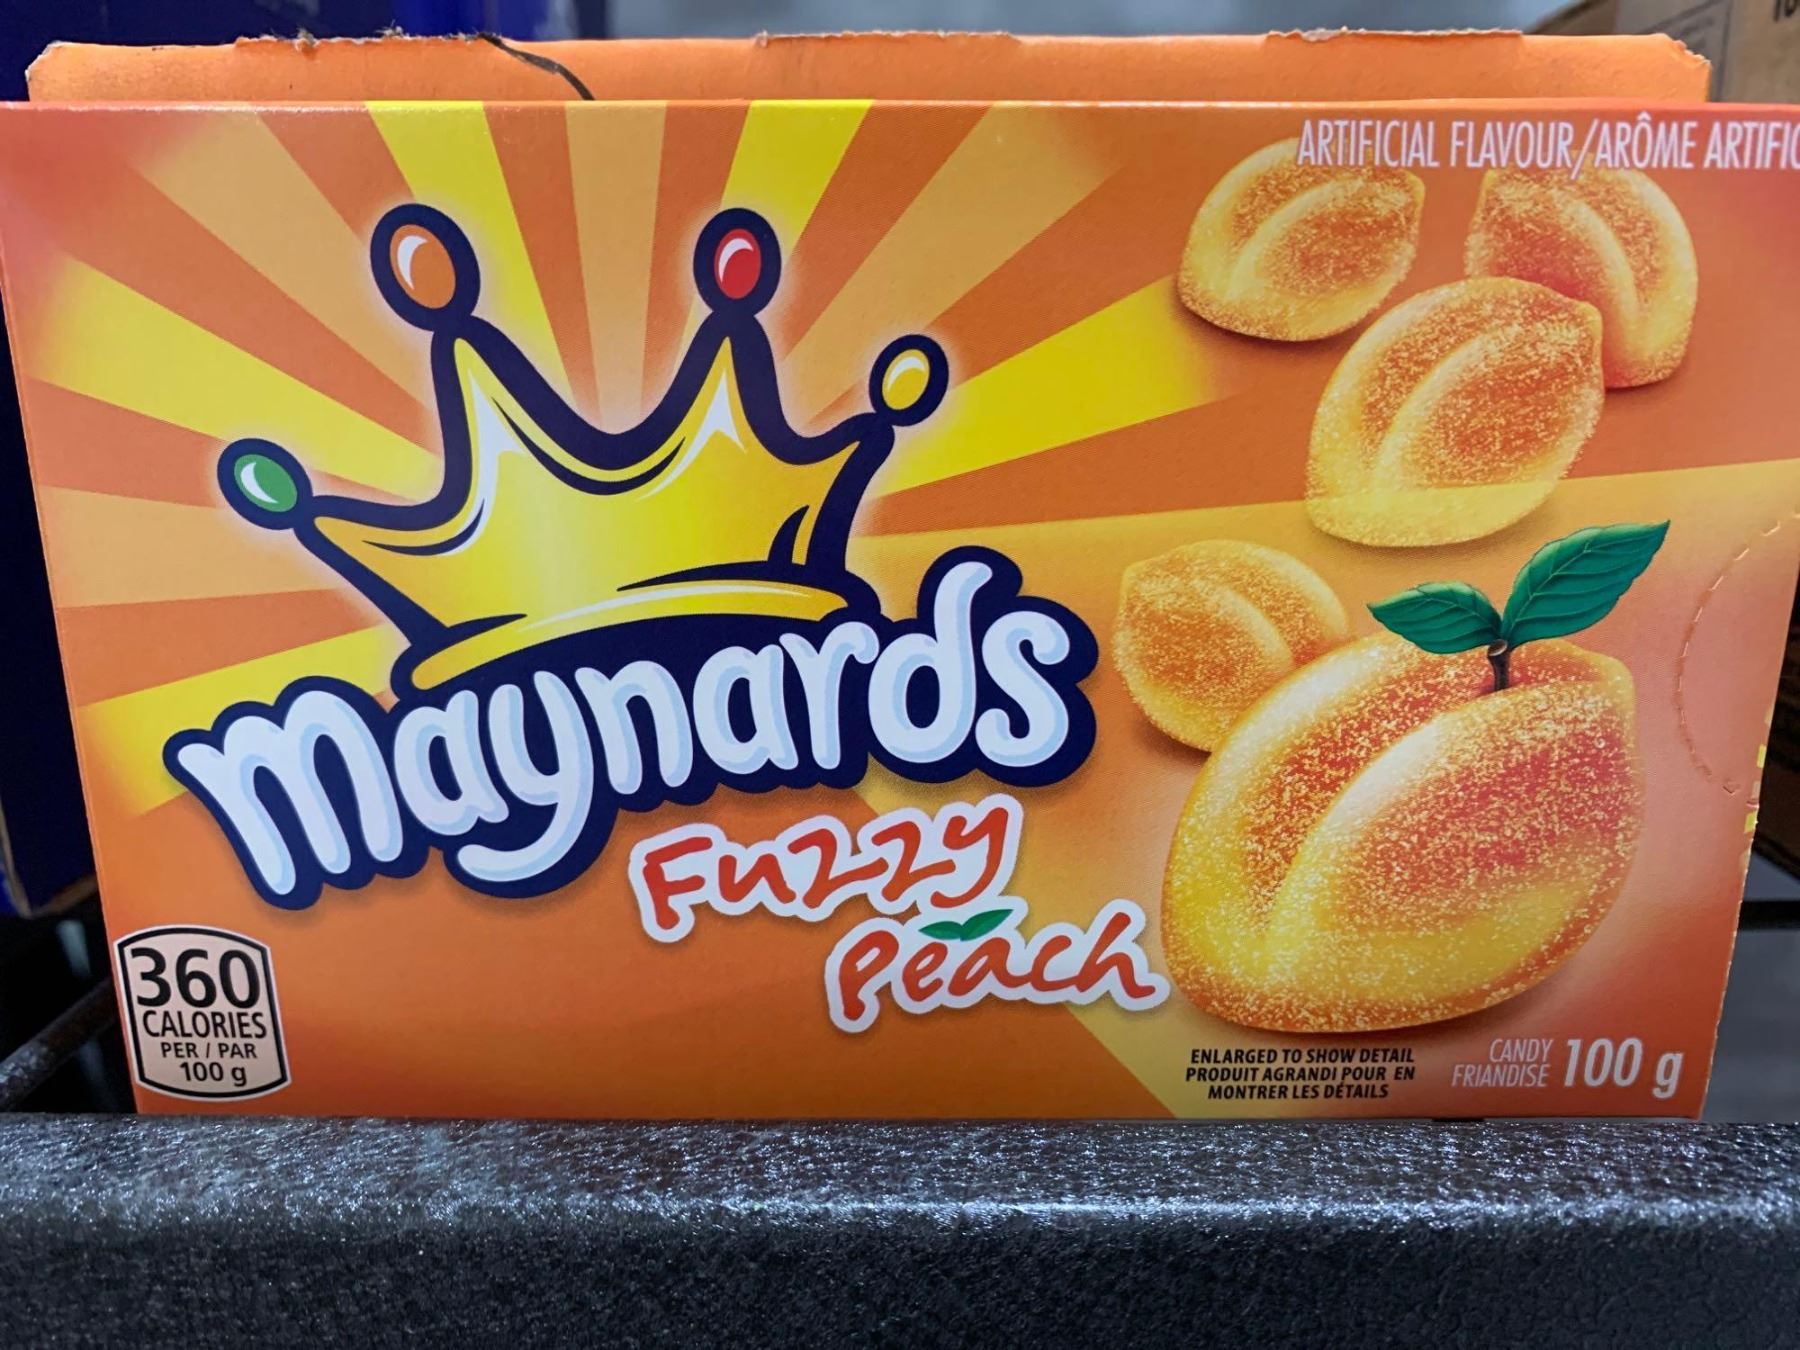 ARTIFICIAL FLAVOUR/ARÔME ARTIFIC
maynards
Fuzzy
Peach
360
CALORIES
PER / PAR
100 g
ENLARGED TO SHOW DETAIL
PRODUIT AGRANDI POUR EN
MONTRER LES DÉTAILS
CANDY
FRIANDISE
100 g